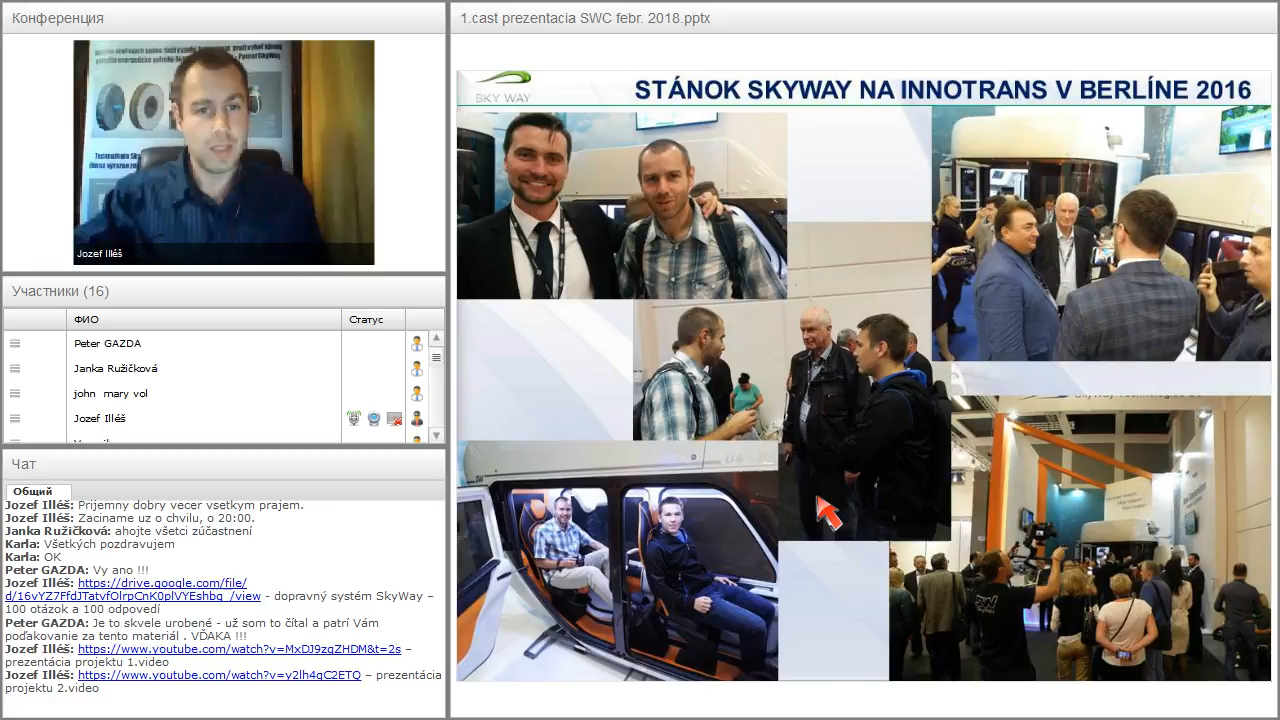 Конференция
Jozef Illéš
Участники (16)
ФИО
Статус
Peter GAZDA
Janka Ružičková
john mary vol
Jozef Illéš
Чат
Общий
Jozef Illéš: Prijemny dobry vecer vsetkym prajem.
Jozef Illéš: Zaciname uz o chvilu, o 20:00.
Janka Ružičková: ahojte všetci zúčastnení
Karla: Všetkých pozdravujem
Karla: OK
Peter GAZDA: Vy ano !!!
Jozef Illéš: https://drive.google.com/file/
- dopravný systém SkyWay –
100 otázok a 100 odpovedí
Peter GAZDA: Je to skvele urobené - už som to čítal a patrí Vám
poďakovanie za tento materiál . VĎAKA !!!
Jozef Illéš: https://www.youtube.com/watch?v=MxDJ9zqZHDM&t=2s –
prezentácia projektu 1.video
Jozef Illéš: https://www.youtube.com/watch?v=y2lh4qC2ETQ – prezentácia
projektu 2.video
1.cast prezentacia SWC febr. 2018.pptx
SKY WAY
STÁNOK SKYWAY NA INNOTRANS V BERLÍNE 2016